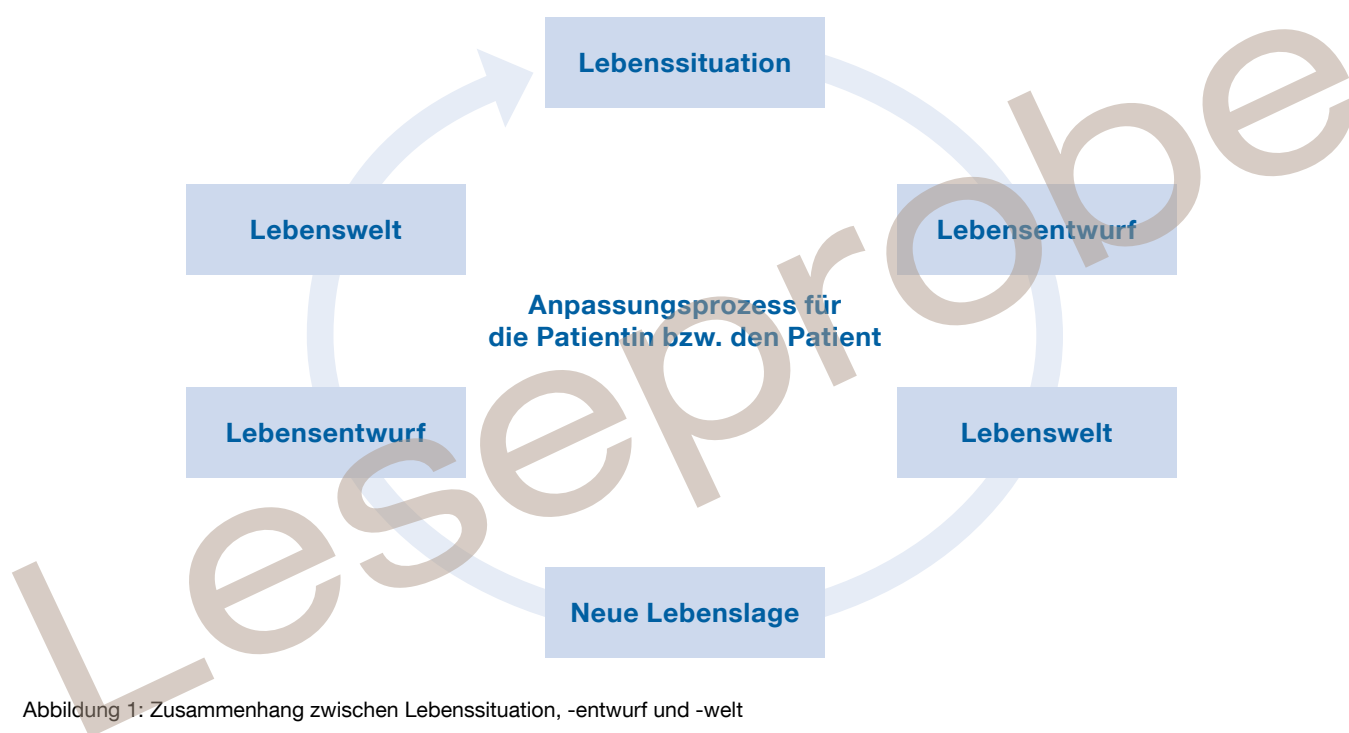 Lebenssituation
Lebenswelt
Lebensentwurf
Anpassungsprozess für
die Patientin bzw. den Patient
Lebensentwurf
Lebenswelt
Neue Lebenslage
Leseprobe
Abbildung 1: Zusammenhang zwischen Lebenssituation, -entwurf und -welt